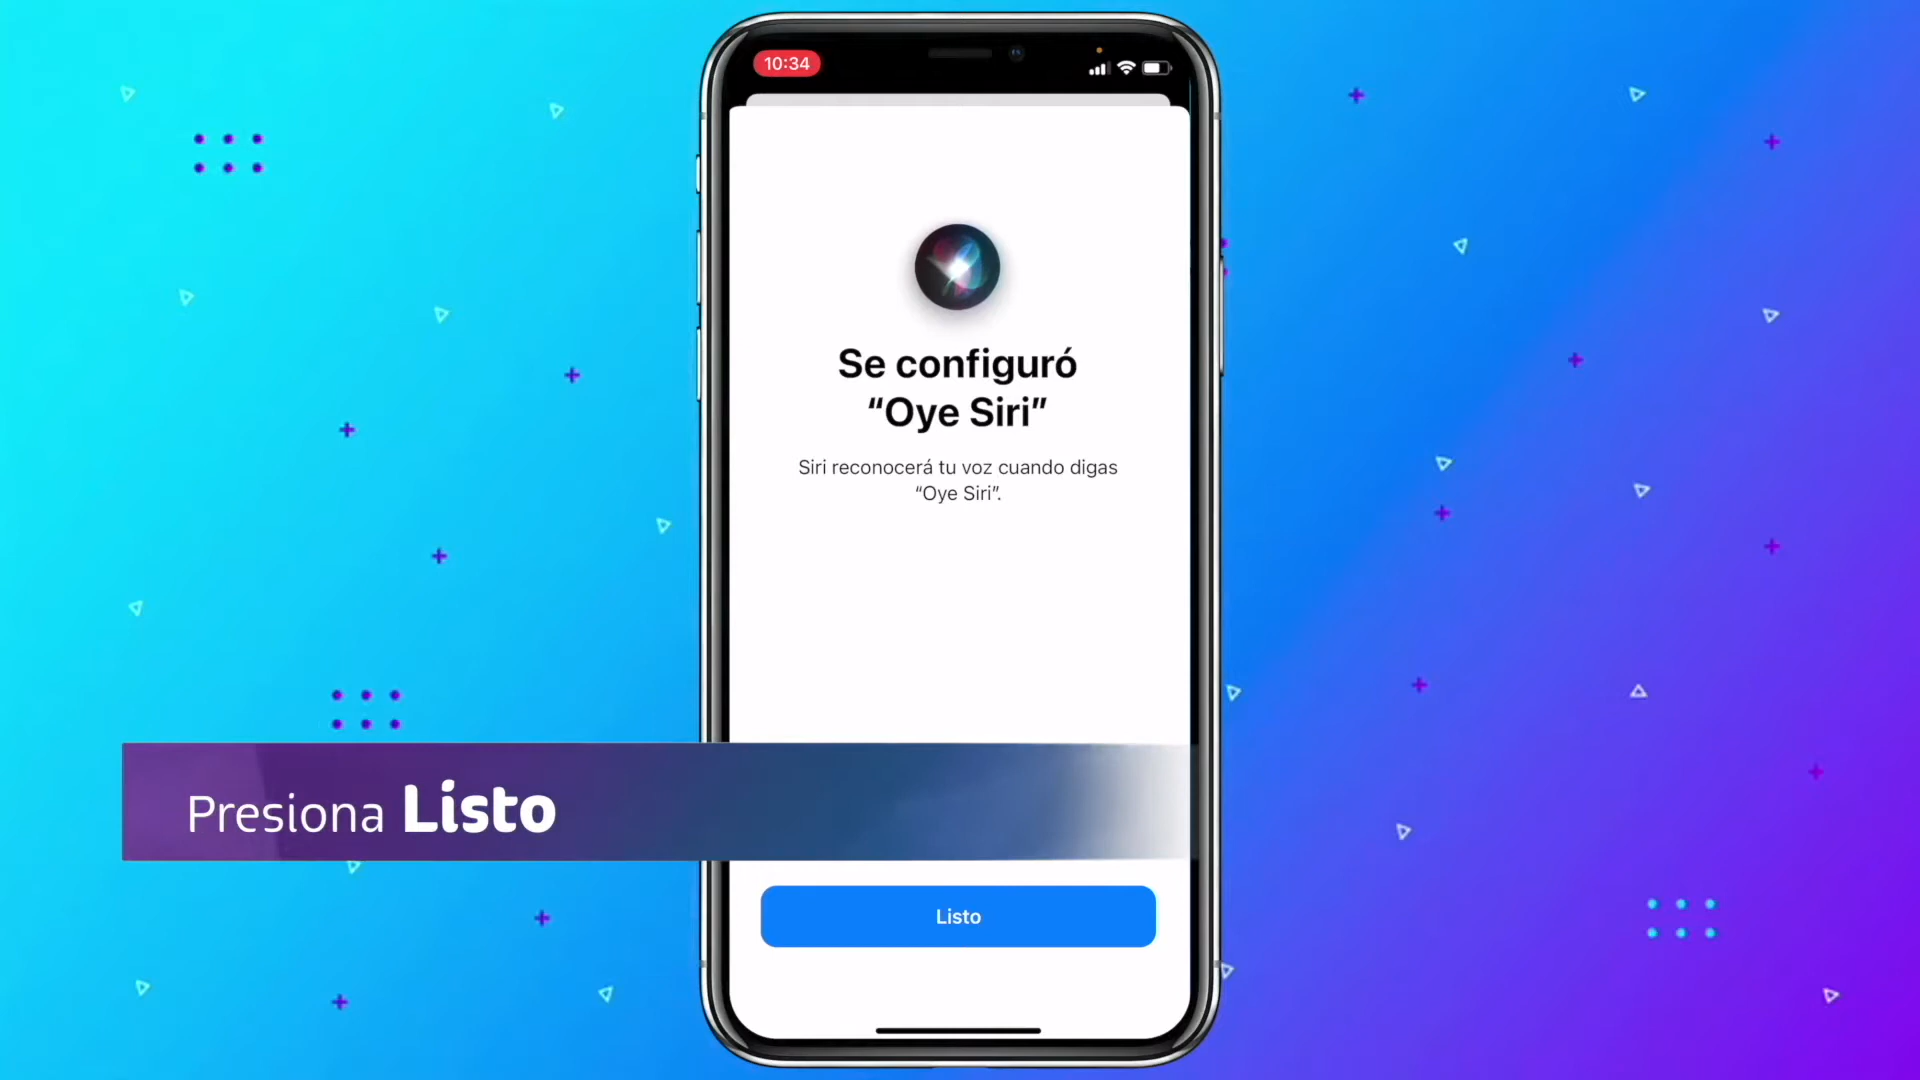 10:34
Se configuró
“Oye Siri”
Siri reconocerá tu voz cuando digas
“Oye Siri”.
Presiona Listo
Listo